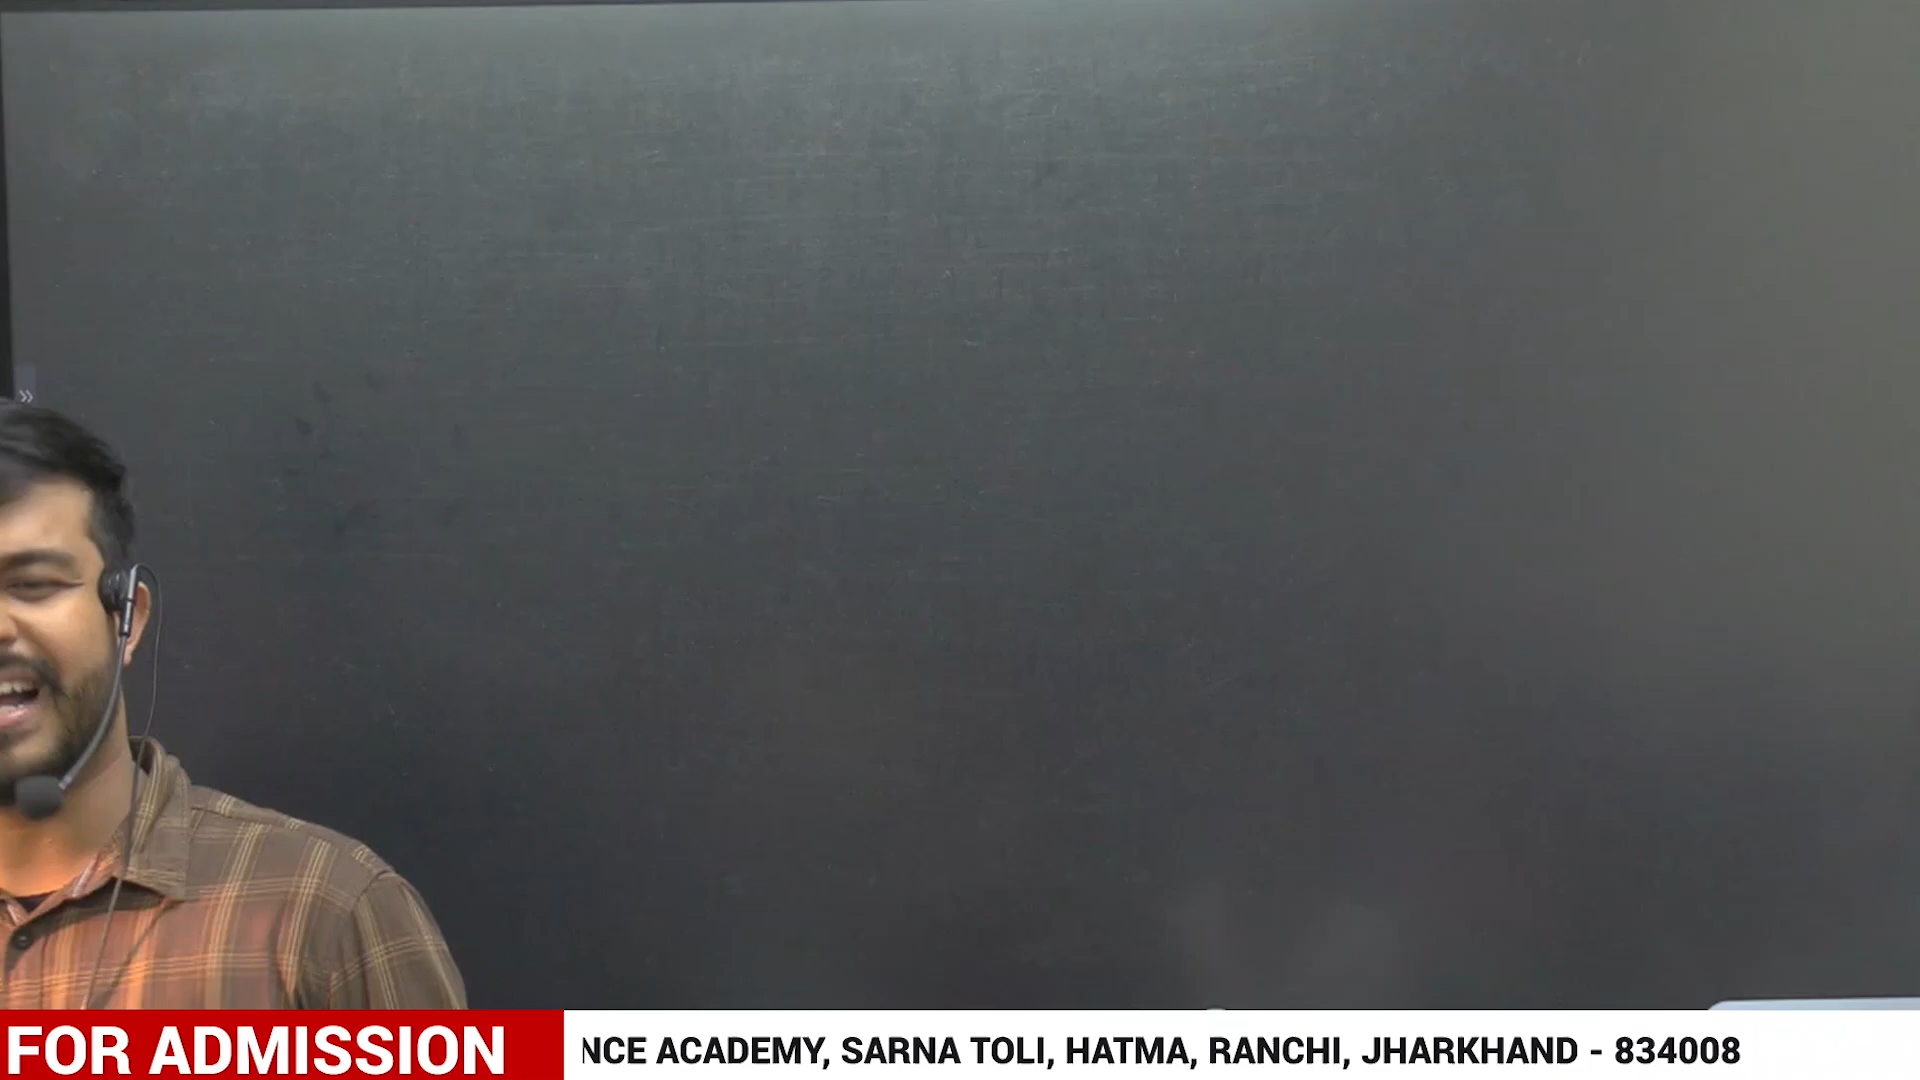 »
FOR ADMISSION
NCE ACADEMY, SARNA TOLI, HATMA, RANCHI, JHARKHAND - 834008